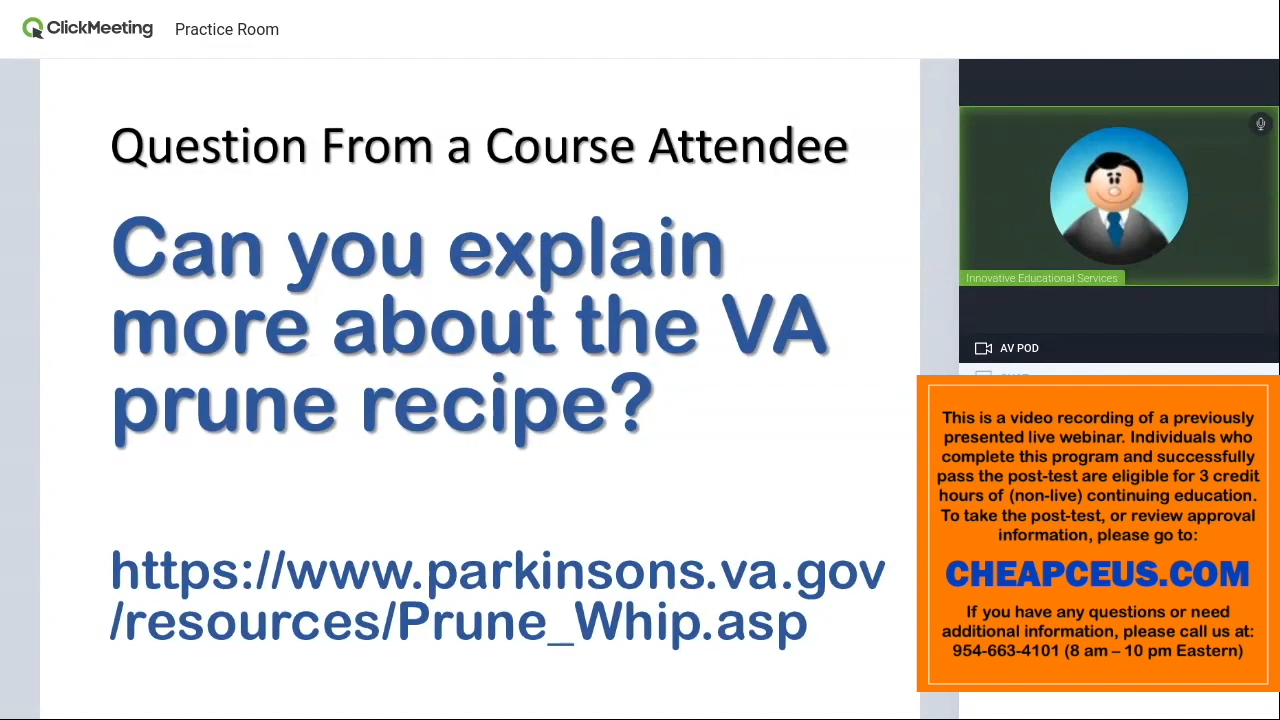 ClickMeeting Practice Room
Question From a Course Attendee
Can you explain
more about the VA
prune recipe?
https://www.parkinsons.va.gov
/resources/Prune_Whip.asp
Innovative Educational Services
AV POD
This is a video recording of a previously
presented live webinar. Individuals who
complete this program and successfully
pass the post-test are eligible for 3 credit
hours of (non-live) continuing education.
To take the post-test, or review approval
information, please go to:
CHEAPCEUS.COM
If you have any questions or need
additional information, please call us at:
954-663-4101 (8 am – 10 pm Eastern)